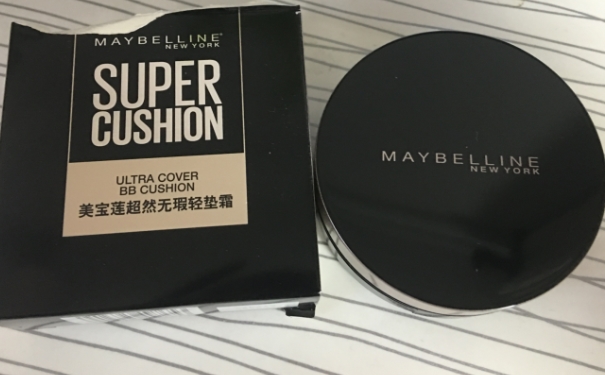 MAYBELLINE
NEW YORK
SUPER
CUSHION
ULTRA COVER
BB CUSHION
美宝莲超然无瑕轻垫霜
MAYBELLINE
NEW YORK